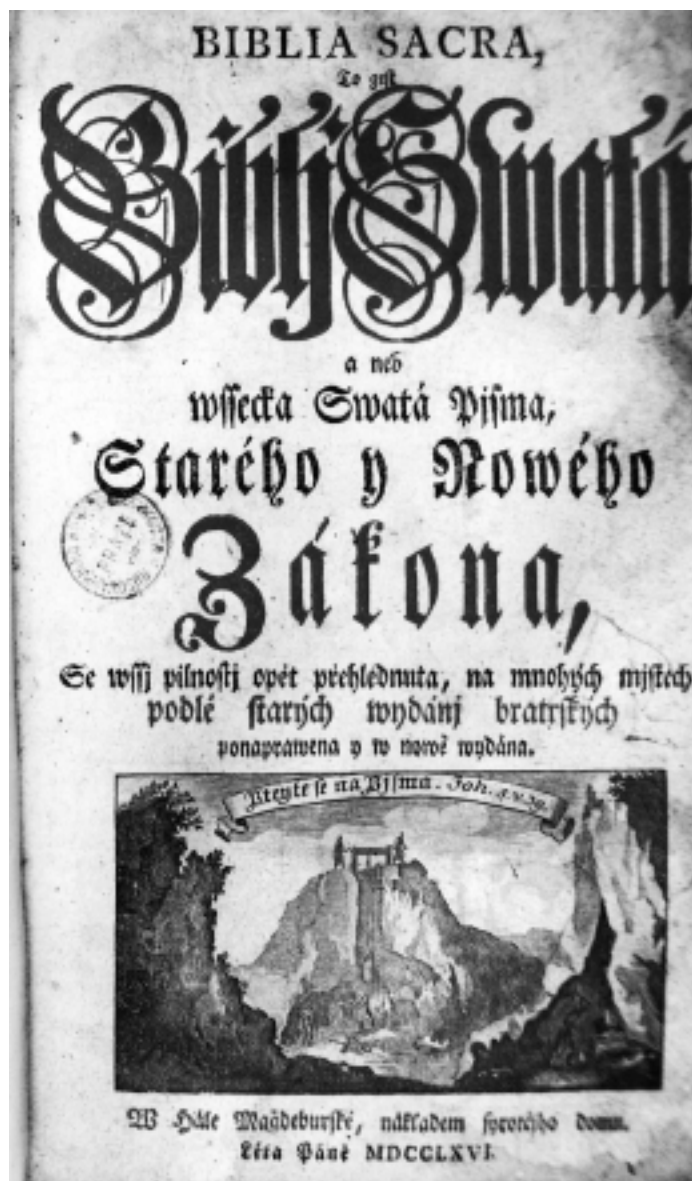 BIBLIA SACRA,
To gest
Biblj Swatá
a neb
wssecka Swatá Pjsma,
Starého y Nowého
Zákona,
Se wssj pilnostj opět přehlednuta, na mnohých mjstech
podlé starých wydánj bratrských
ponaprawena y w nowě wydána.
Pteyte se na Pjsma. Joh. 5. v. 39.
W Hále Magdeburské, nákladem syrotčjho domu.
Léta Páně MDCCLXVI.